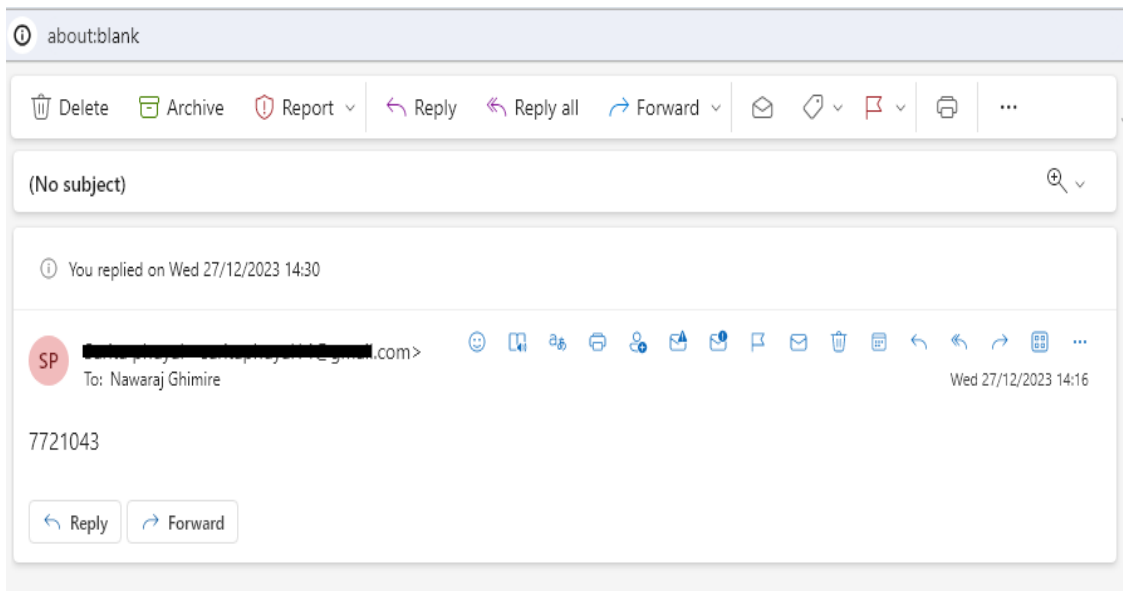 about:blank
Delete Archive Report Reply Reply all Forward ...
(No subject)
You replied on Wed 27/12/2023 14:30
SP .com>
To: Nawaraj Ghimire
Wed 27/12/2023 14:16
7721043
Reply Forward